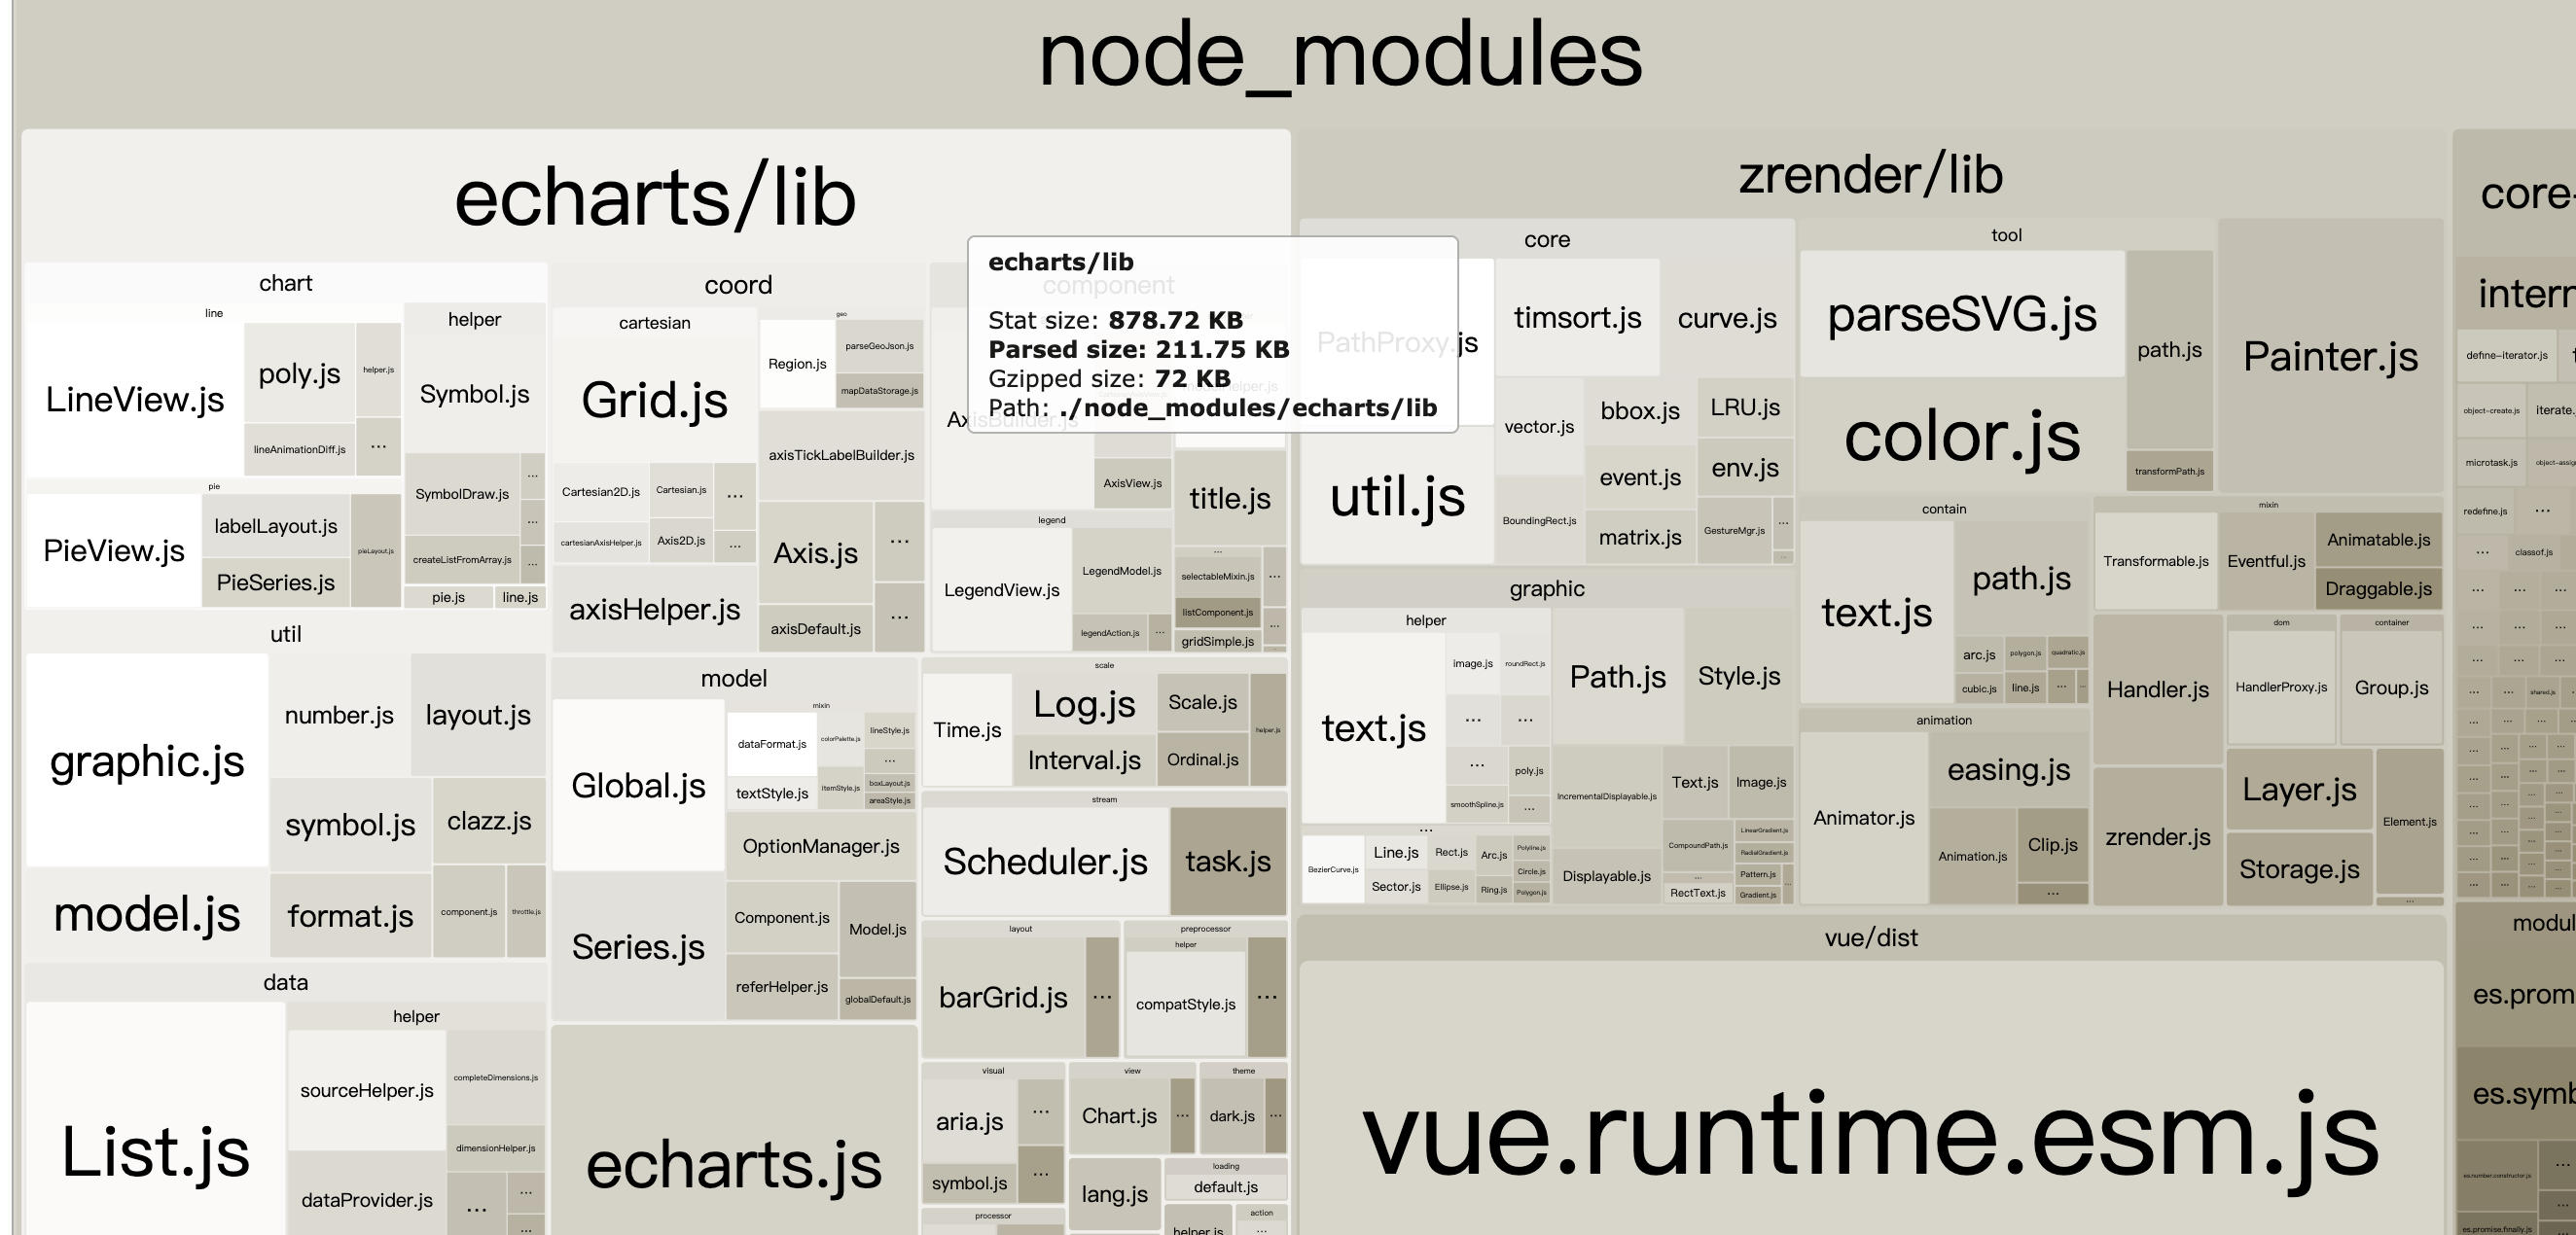 node_modules
echarts/lib
zrender/lib
core-
echarts/lib
Stat size: 878.72 KB
Parsed size: 211.75 KB
Gzipped size: 72 KB
Path: ./node_modules/echarts/lib
chart
line
LineView.js
poly.js
helper.js
lineAnimationDiff.js
...
helper
Symbol.js
SymbolDraw.js
...
...
createListFromArray.js
...
pie
PieView.js
labelLayout.js
PieSeries.js
pieLayout.js
pie.js
line.js
coord
cartesian
Grid.js
Cartesian2D.js
Cartesian.js
...
cartesianAxisHelper.js
Axis2D.js
...
axisHelper.js
geo
Region.js
parseGeoJson.js
mapDataStorage.js
axisTickLabelBuilder.js
Axis.js
...
axisDefault.js
...
component
AxisBuilder.js
AxisView.js
title.js
legend
LegendView.js
LegendModel.js
legendAction.js
...
...
selectableMixin.js
...
listComponent.js
...
gridSimple.js
util
graphic.js
number.js
layout.js
symbol.js
clazz.js
model.js
format.js
component.js
throttle.js
model
Global.js
mixin
dataFormat.js
colorPalette.js
lineStyle.js
...
textStyle.js
itemStyle.js
boxLayout.js
areaStyle.js
OptionManager.js
Series.js
Component.js
Model.js
referHelper.js
globalDefault.js
scale
Time.js
Log.js
Scale.js
helper.js
Interval.js
Ordinal.js
stream
Scheduler.js
task.js
layout
barGrid.js
...
preprocessor
helper
compatStyle.js
...
data
List.js
helper
sourceHelper.js
completeDimensions.js
dimensionHelper.js
dataProvider.js
...
...
...
echarts.js
visual
aria.js
...
symbol.js
...
view
Chart.js
...
theme
dark.js
...
lang.js
loading
default.js
processor
helper.js
action
...
core
PathProxy.js
timsort.js
curve.js
util.js
vector.js
bbox.js
LRU.js
event.js
env.js
BoundingRect.js
matrix.js
GestureMgr.js
...
tool
parseSVG.js
path.js
color.js
transformPath.js
Painter.js
graphic
helper
text.js
image.js
roundRect.js
...
...
...
poly.js
smoothSpline.js
...
Path.js
Style.js
IncrementalDisplayable.js
Text.js
Image.js
...
BezierCurve.js
Line.js
Rect.js
Arc.js
Polyline.js
Circle.js
Sector.js
Ellipse.js
Ring.js
Polygon.js
Displayable.js
CompoundPath.js
LinearGradient.js
RadialGradient.js
...
RectText.js
Pattern.js
Gradient.js
...
contain
text.js
path.js
arc.js
polygon.js
quadratic.js
cubic.js
line.js
...
...
mixin
Transformable.js
Eventful.js
Animatable.js
Draggable.js
Handler.js
dom
HandlerProxy.js
container
Group.js
animation
Animator.js
easing.js
Animation.js
Clip.js
...
zrender.js
Layer.js
Storage.js
Element.js
...
vue/dist
vue.runtime.esm.js
intern
define-iterator.js
object-create.js
iterate.
microtask.js
object-assig
redefine.js
...
...
classof.js
shared.js
modul
es.prom
es.symb
es.number.constructor.js
es.promise.finally.js